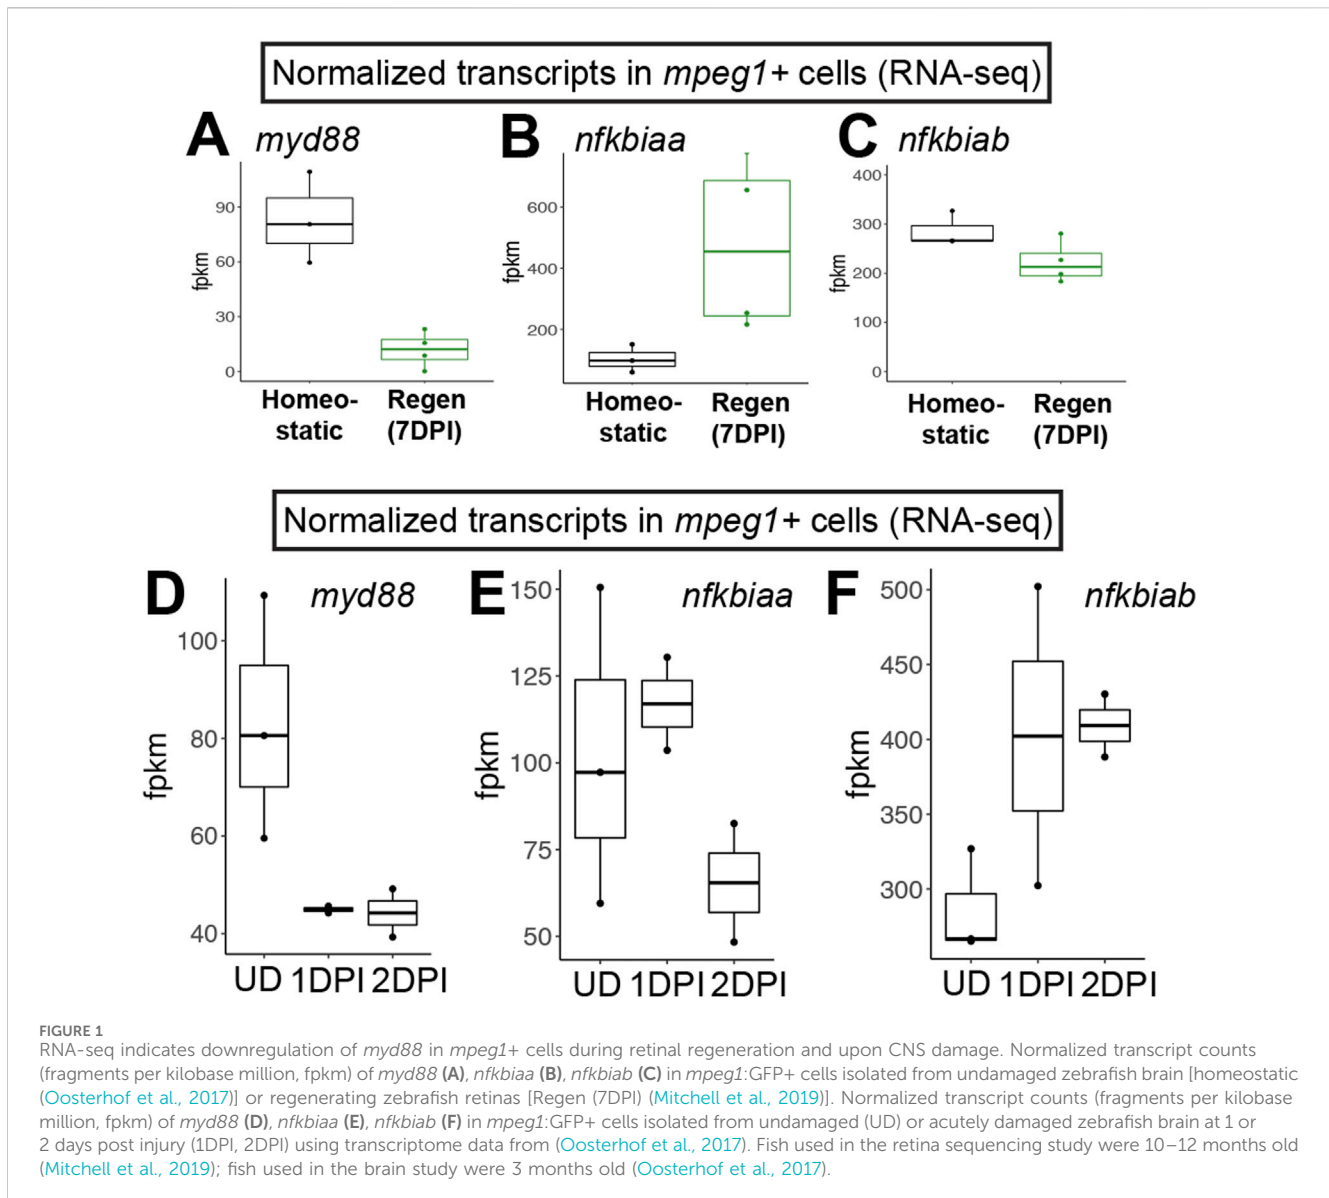 Normalized transcripts in mpeg1+ cells (RNA-seq)
A myd88
B nfkbiaa
C nfkbiab
fpkm
90
60
30
0
Homeo-
static
Regen
(7DPI)
fpkm
600
400
200
Homeo-
static
Regen
(7DPI)
fpkm
400
300
200
100
0
Homeo-
static
Regen
(7DPI)
Normalized transcripts in mpeg1+ cells (RNA-seq)
D myd88
fpkm
100
80
60
40
UD 1DPI 2DPI
E nfkbiaa
fpkm
150
125
100
75
50
UD 1DPI 2DPI
F nfkbiab
fpkm
500
450
400
350
300
UD 1DPI 2DPI
FIGURE 1
RNA-seq indicates downregulation of myd88 in mpeg1+ cells during retinal regeneration and upon CNS damage. Normalized transcript counts
(fragments per kilobase million, fpkm) of myd88 (A), nfkbiaa (B), nfkbiab (C) in mpeg1:GFP+ cells isolated from undamaged zebrafish brain [homeostatic
(Oosterhof et al., 2017)] or regenerating zebrafish retinas [Regen (7DPI) (Mitchell et al., 2019)]. Normalized transcript counts (fragments per kilobase
million, fpkm) of myd88 (D), nfkbiaa (E), nfkbiab (F) in mpeg1:GFP+ cells isolated from undamaged (UD) or acutely damaged zebrafish brain at 1 or
2 days post injury (1DPI, 2DPI) using transcriptome data from (Oosterhof et al., 2017). Fish used in the retina sequencing study were 10–12 months old
(Mitchell et al., 2019); fish used in the brain study were 3 months old (Oosterhof et al., 2017).